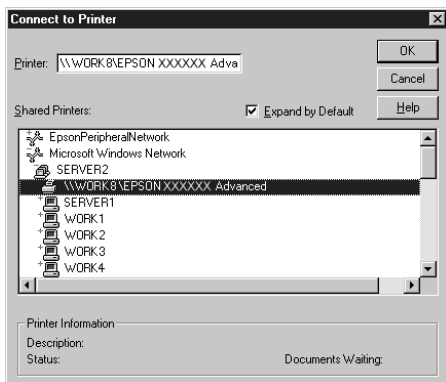 Connect to Printer
Printer: \\WORK8\EPSON XXXXXX Adva
OK
Cancel
Shared Printers:
Expand by Default
Help
EpsonPeripheralNetwork
Microsoft Windows Network
SERVER2
\\WORK8\EPSON XXXXXX Advanced
SERVER1
WORK1
WORK2
WORK3
WORK4
Printer Information
Description:
Status:
Documents Waiting: